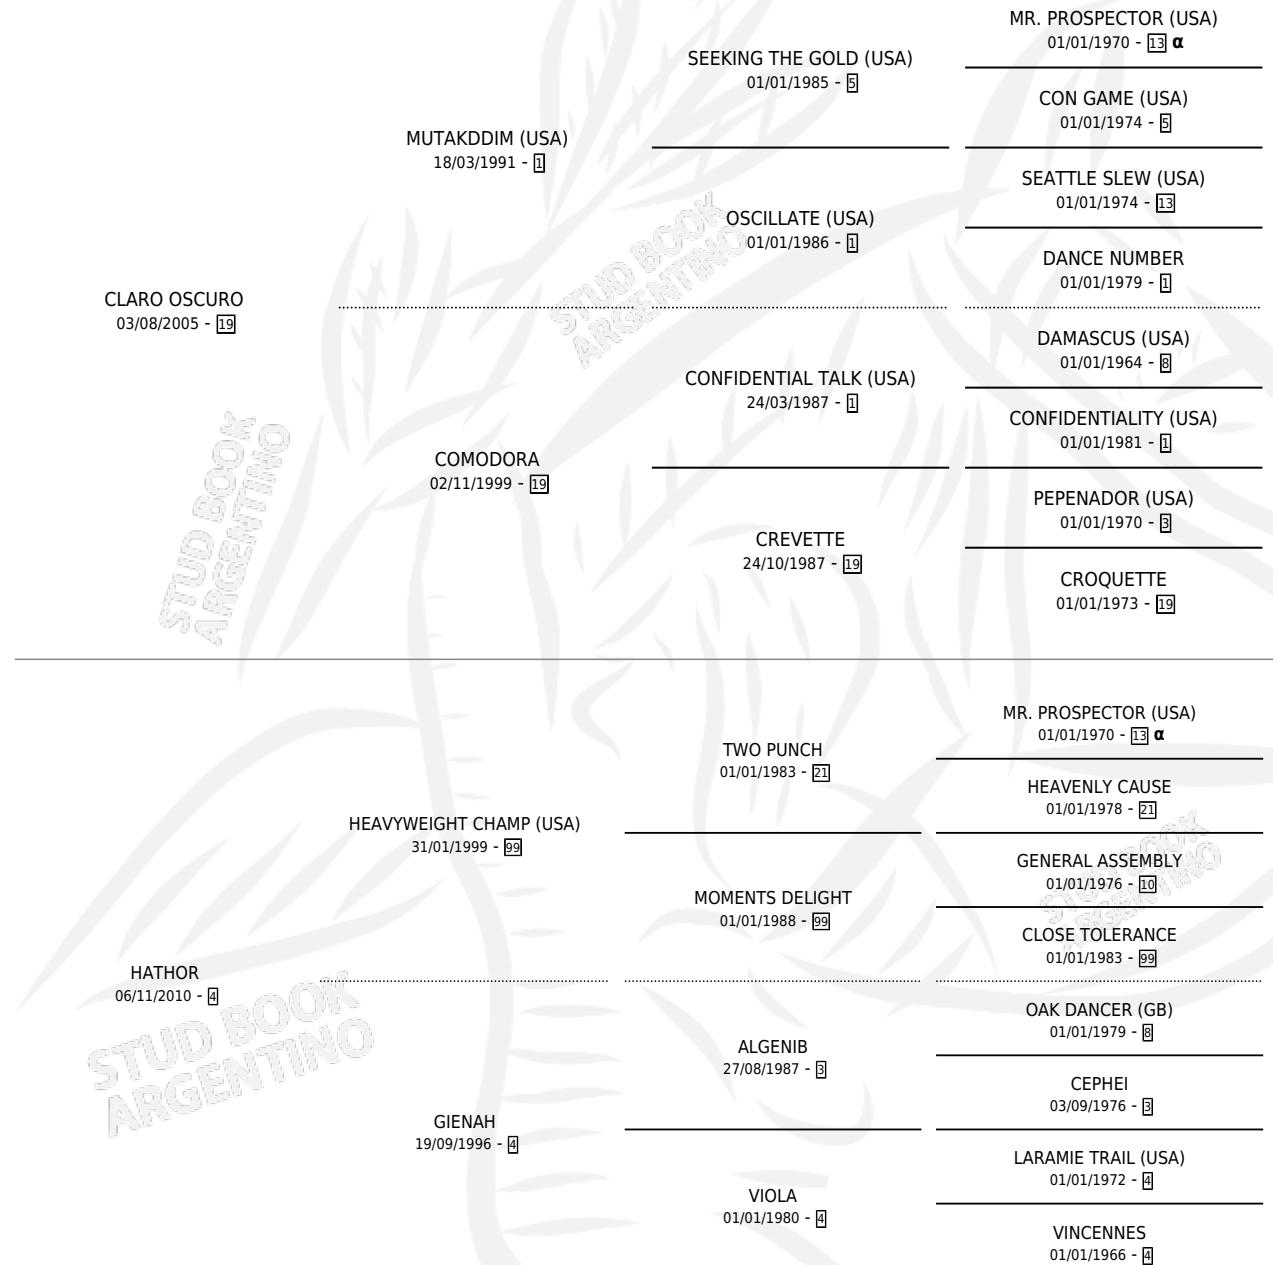 MR. PROSPECTOR (USA)
01/01/1970 - 13 α
SEEKING THE GOLD (USA)
01/01/1985 - 5
CON GAME (USA)
01/01/1974 - 5
MUTAKDDIM (USA)
18/03/1991 - 1
SEATTLE SLEW (USA)
01/01/1974 - 13
OSCILLATE (USA)
01/01/1986 - 1
DANCE NUMBER
01/01/1979 - 1
CLARO OSCURO
03/08/2005 - 19
DAMASCUS (USA)
01/01/1964 - 8
CONFIDENTIAL TALK (USA)
24/03/1987 - 1
CONFIDENTIALITY (USA)
01/01/1981 - 1
COMODORA
02/11/1999 - 19
PEPENADOR (USA)
01/01/1970 - 3
CREVETTE
24/10/1987 - 19
CROQUETTE
01/01/1973 - 19
MR. PROSPECTOR (USA)
01/01/1970 - 13 α
TWO PUNCH
01/01/1983 - 21
HEAVENLY CAUSE
01/01/1978 - 21
HEAVYWEIGHT CHAMP (USA)
31/01/1999 - 99
GENERAL ASSEMBLY
01/01/1976 - 10
MOMENTS DELIGHT
01/01/1988 - 99
CLOSE TOLERANCE
01/01/1983 - 99
HATHOR
06/11/2010 - 4
OAK DANCER (GB)
01/01/1979 - 8
ALGENIB
27/08/1987 - 3
CEPHEI
03/09/1976 - 3
GIENAH
19/09/1996 - 4
LARAMIE TRAIL (USA)
01/01/1972 - 4
VIOLA
01/01/1980 - 4
VINCENNES
01/01/1966 - 4
STUD BOOK
ARGENTINO
STUD BOOK
ARGENTINO
STUD BOOK
ARGENTINO
STUD BOOK
ARGENTINO